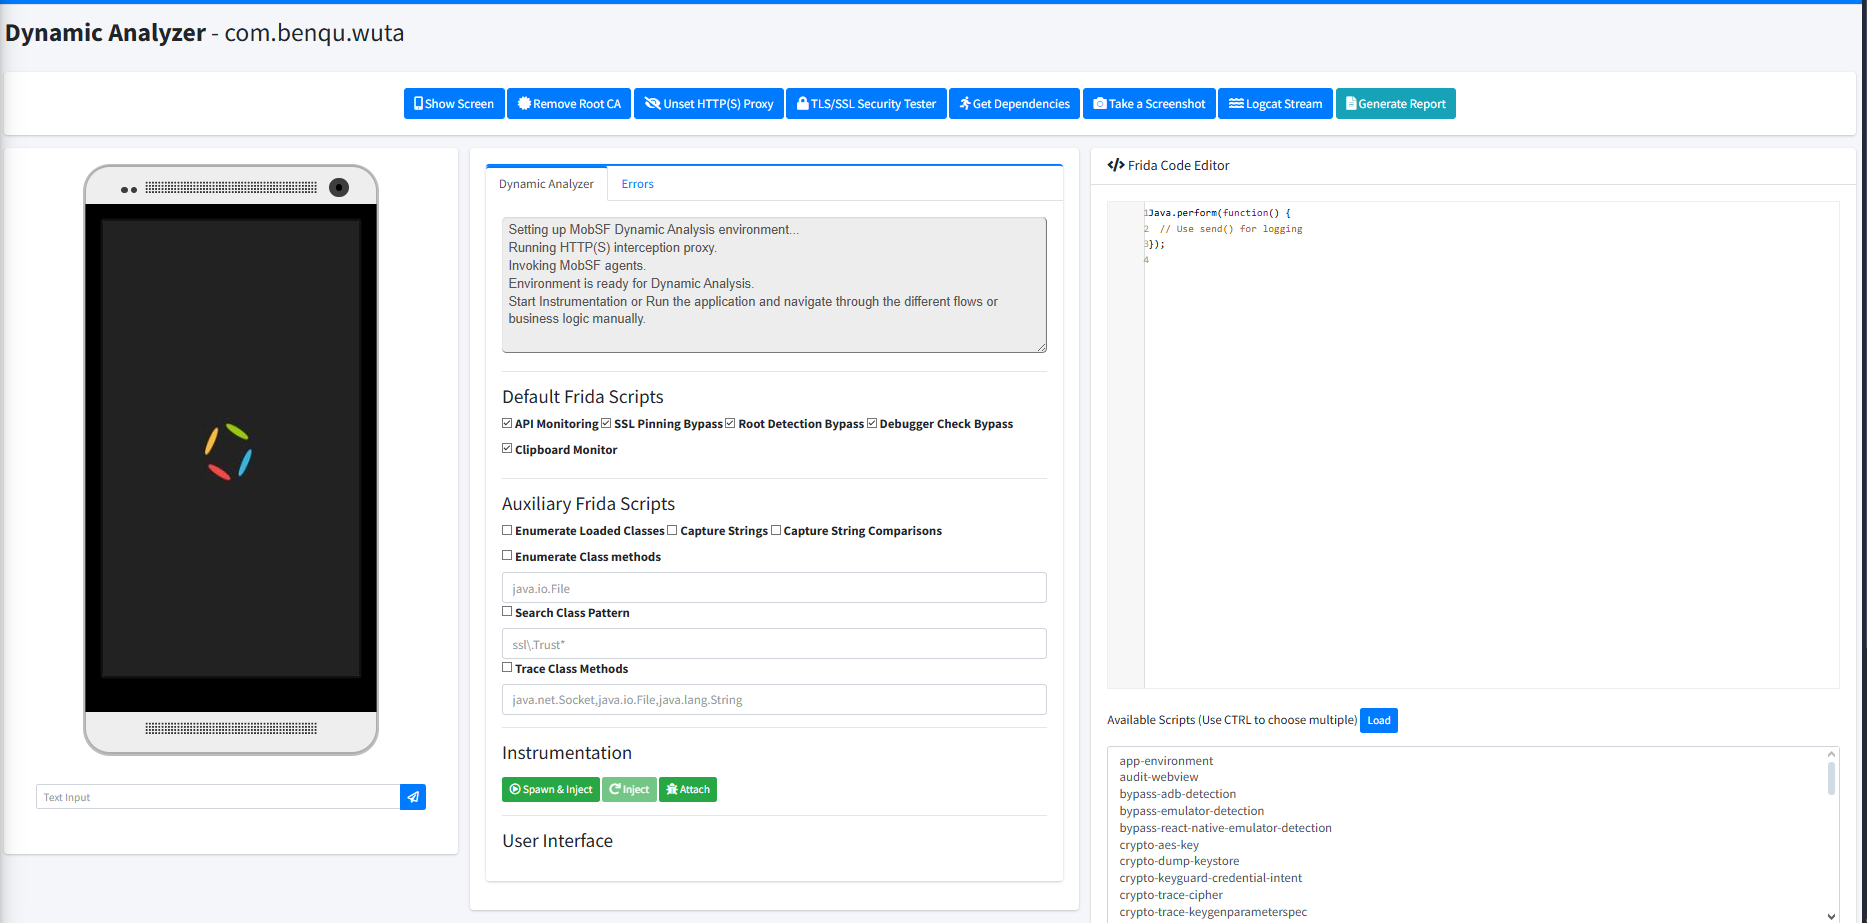 Dynamic Analyzer - com.benqu.wuta
Show Screen Remove Root CA Unset HTTP(S) Proxy TLS/SSL Security Tester Get Dependencies Take a Screenshot Logcat Stream Generate Report
Text Input
Dynamic Analyzer Errors
Setting up MobSF Dynamic Analysis environment...
Running HTTP(S) interception proxy.
Invoking MobSF agents.
Environment is ready for Dynamic Analysis.
Start Instrumentation or Run the application and navigate through the different flows or
business logic manually.
Default Frida Scripts
API Monitoring SSL Pinning Bypass Root Detection Bypass Debugger Check Bypass
Clipboard Monitor
Auxiliary Frida Scripts
Enumerate Loaded Classes Capture Strings Capture String Comparisons
Enumerate Class methods
java.io.File
Search Class Pattern
ssl\.Trust*
Trace Class Methods
java.net.Socket,java.io.File,java.lang.String
Instrumentation
Spawn & Inject Inject Attach
User Interface
</> Frida Code Editor
1 Java.perform(function() {
2 // Use send() for logging
3 });
4
Available Scripts (Use CTRL to choose multiple) Load
app-environment
audit-webview
bypass-adb-detection
bypass-emulator-detection
bypass-react-native-emulator-detection
crypto-aes-key
crypto-dump-keystore
crypto-keyguard-credential-intent
crypto-trace-cipher
crypto-trace-keygenparameterspec